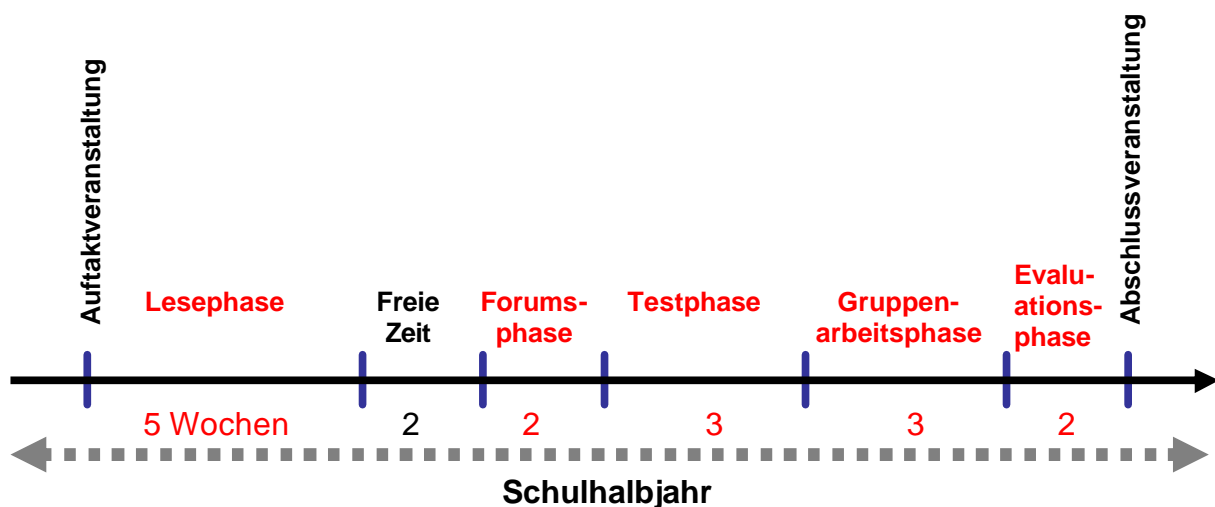 Auftaktveranstaltung
Lesephase
Freie
Zeit
Forums-
phase
Testphase
Gruppen-
arbeitsphase
Evalu-
ations-
phase
Abschlussveranstaltung
5 Wochen
2
2
3
3
2
Schulhalbjahr